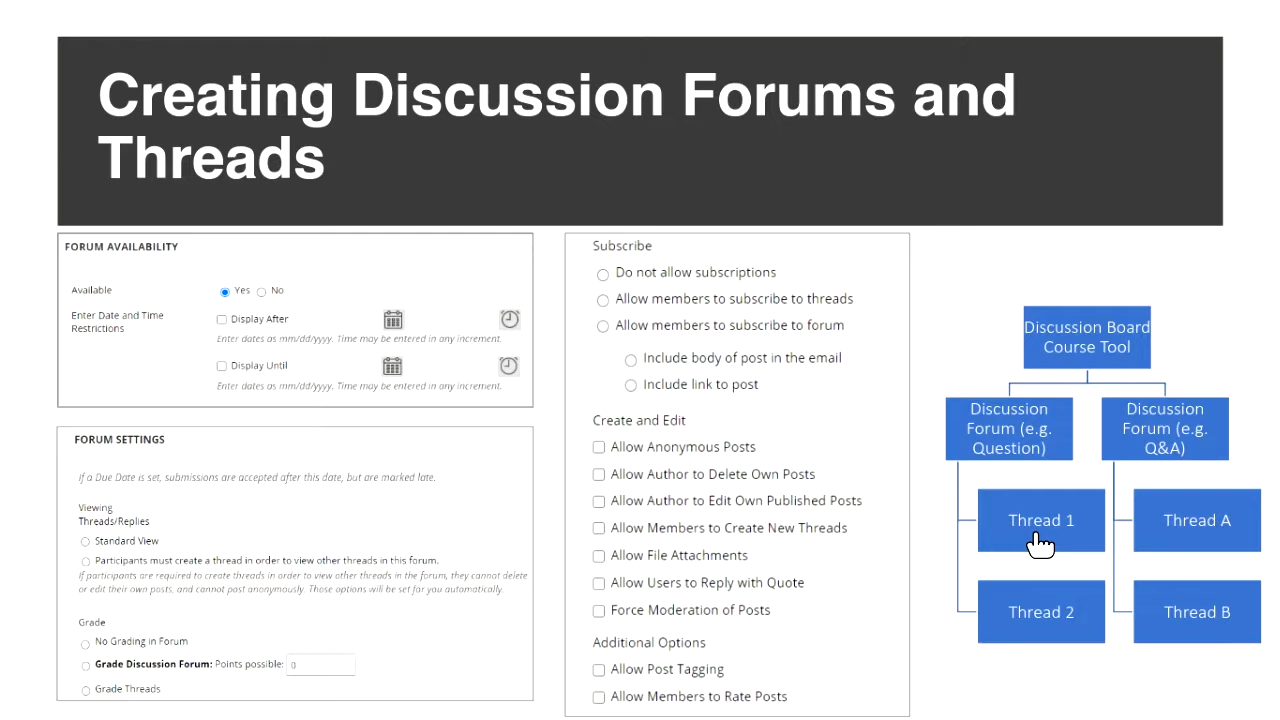 Creating Discussion Forums and
Threads
FORUM AVAILABILITY
Available
Yes
No
Enter Date and Time
Restrictions
Display After
Enter dates as mm/dd/yyyy. Time may be entered in any increment.
Display Until
Enter dates as mm/dd/yyyy. Time may be entered in any increment.
FORUM SETTINGS
If a Due Date is set, submissions are accepted after this date, but are marked late.
Viewing
Threads/Replies
Standard View
Participants must create a thread in order to view other threads in this forum.
If participants are required to create threads in order to view other threads in the forum, they cannot delete
or edit their own posts, and cannot post anonymously. Those options will be set for you automatically.
Grade
No Grading in Forum
Grade Discussion Forum: Points possible: 0
Grade Threads
Subscribe
Do not allow subscriptions
Allow members to subscribe to threads
Allow members to subscribe to forum
Include body of post in the email
Include link to post
Create and Edit
Allow Anonymous Posts
Allow Author to Delete Own Posts
Allow Author to Edit Own Published Posts
Allow Members to Create New Threads
Allow File Attachments
Allow Users to Reply with Quote
Force Moderation of Posts
Additional Options
Allow Post Tagging
Allow Members to Rate Posts
Discussion Board
Course Tool
Discussion
Forum (e.g.
Question)
Discussion
Forum (e.g.
Q&A)
Thread 1
Thread A
Thread 2
Thread B